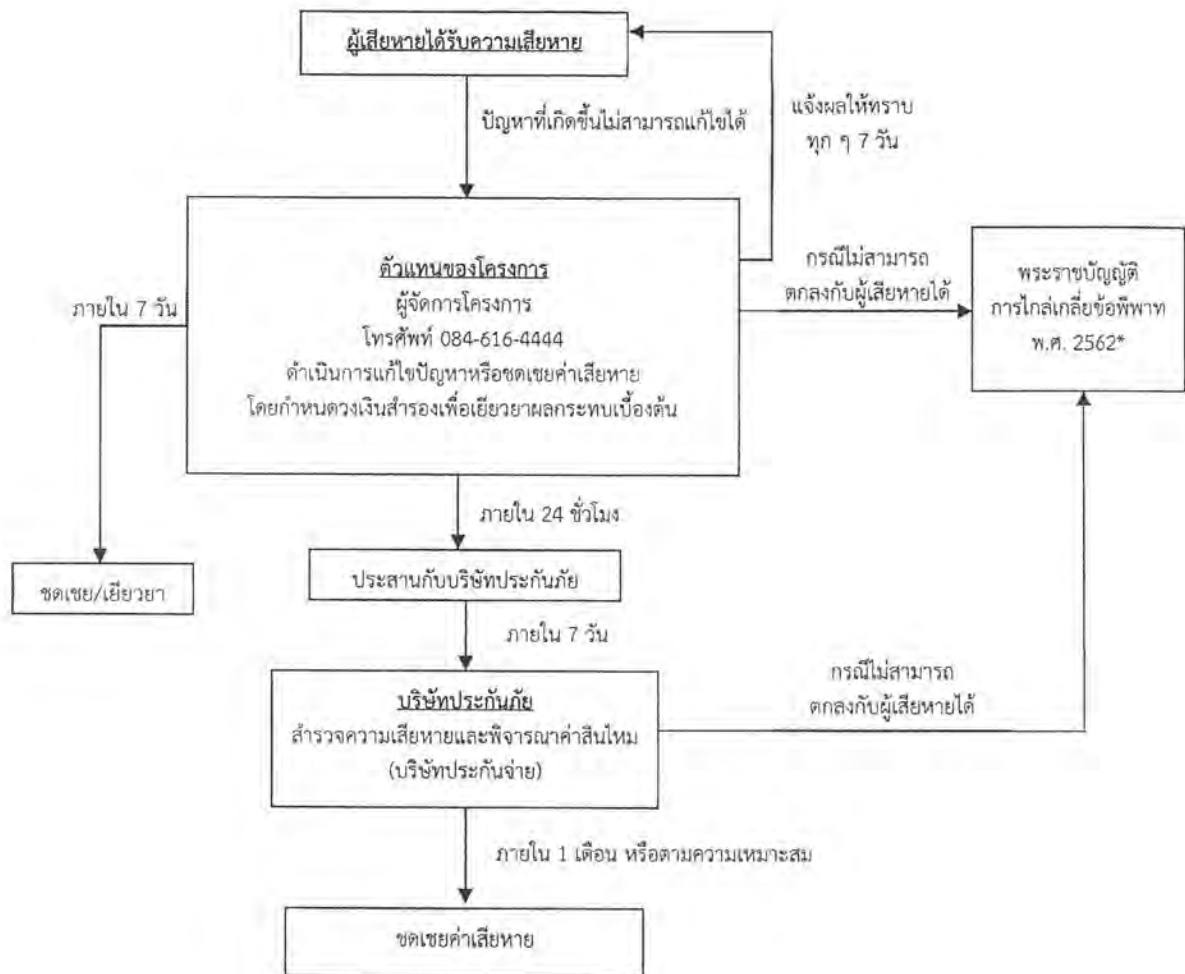 ผู้เสียหายได้รับความเสียหาย
ปัญหาที่เกิดขึ้นไม่สามารถแก้ไขได้
แจ้งผลให้ทราบ
ทุก ๆ 7 วัน
ตัวแทนของโครงการ
ผู้จัดการโครงการ
โทรศัพท์ 084-616-4444
ดำเนินการแก้ไขปัญหาหรือชดเชยค่าเสียหาย
โดยกำหนดวงเงินสำรองเพื่อเยียวยาผลกระทบเบื้องต้น
ภายใน 7 วัน
กรณีไม่สามารถ
ตกลงกับผู้เสียหายได้
พระราชบัญญัติ
การไกล่เกลี่ยข้อพิพาท
พ.ศ. 2562*
ภายใน 24 ชั่วโมง
ชดเชย/เยียวยา
ประสานกับบริษัทประกันภัย
ภายใน 7 วัน
บริษัทประกันภัย
สำรวจความเสียหายและพิจารณาค่าสินไหม
(บริษัทประกันจ่าย)
กรณีไม่สามารถ
ตกลงกับผู้เสียหายได้
ภายใน 1 เดือน หรือตามความเหมาะสม
ชดเชยค่าเสียหาย